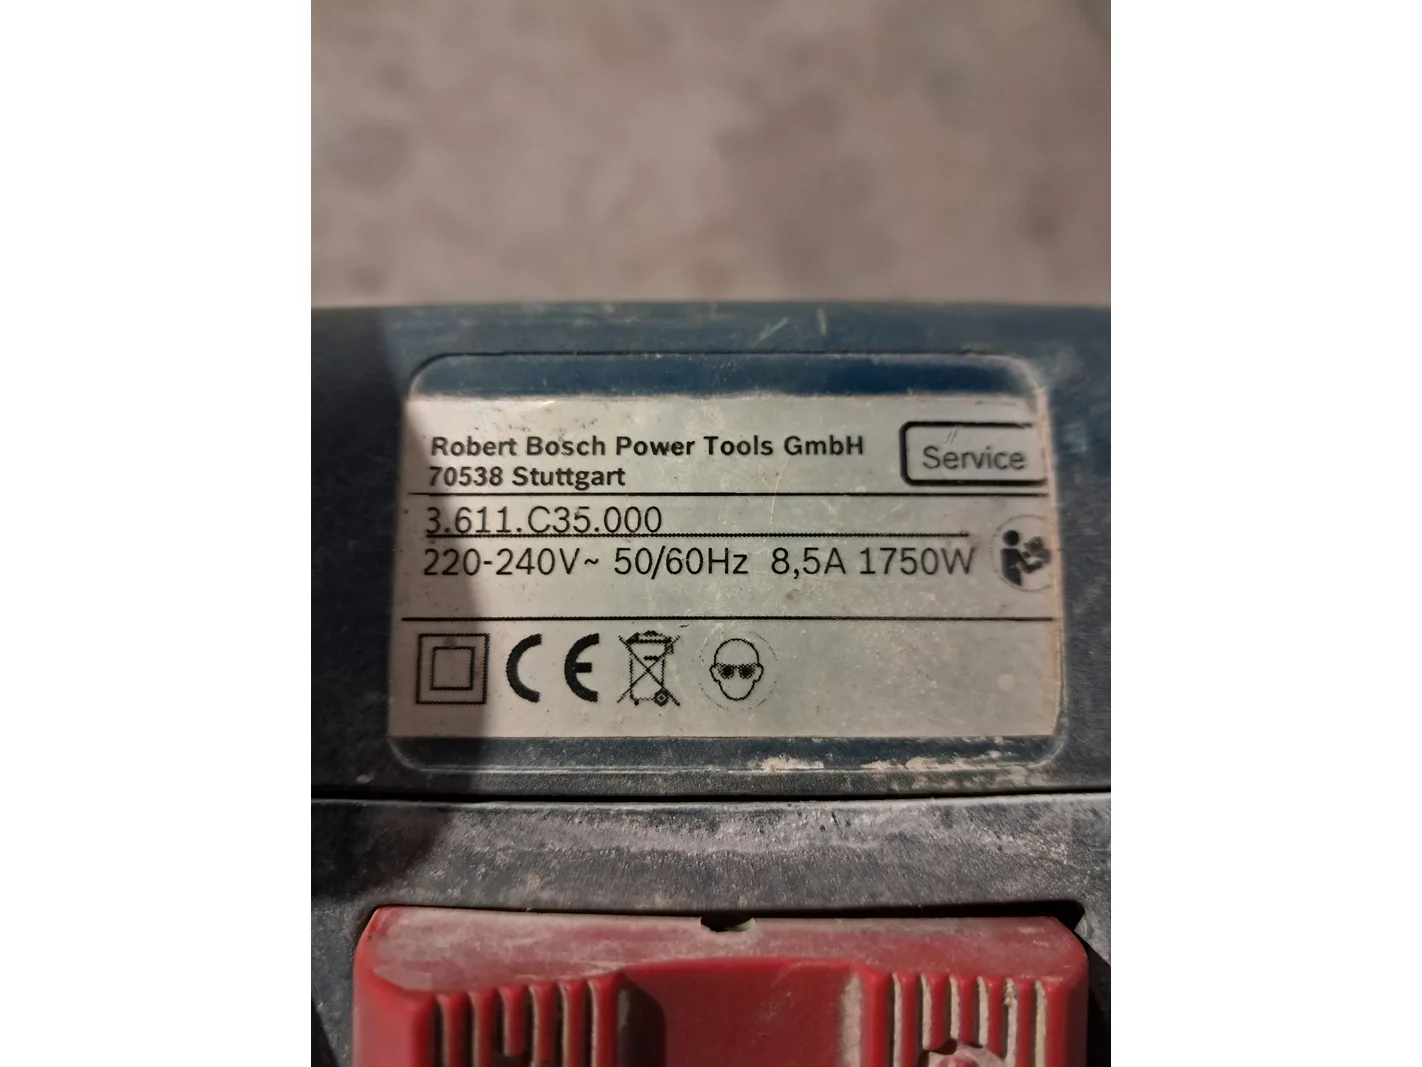 Robert Bosch Power Tools GmbH
70538 Stuttgart
Service
3.611.C35.000
220-240V~ 50/60Hz 8,5A 1750W
CE